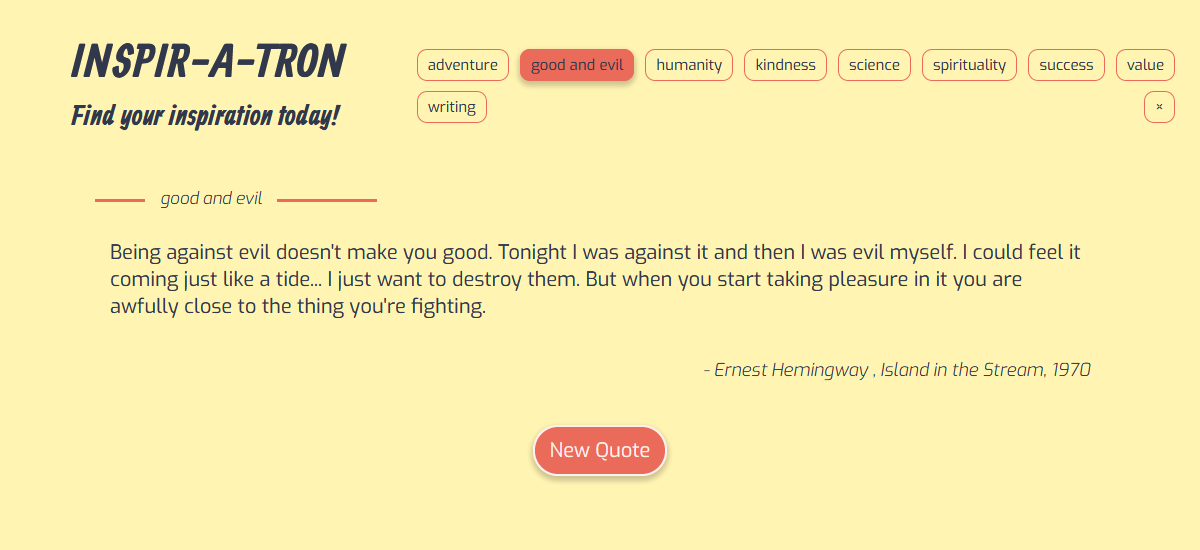 INSPIR-A-TRON
Find your inspiration today!
adventure good and evil humanity kindness science spirituality success value
writing ×
good and evil
Being against evil doesn't make you good. Tonight I was against it and then I was evil myself. I could feel it
coming just like a tide... I just want to destroy them. But when you start taking pleasure in it you are
awfully close to the thing you're fighting.
- Ernest Hemingway , Island in the Stream, 1970
New Quote